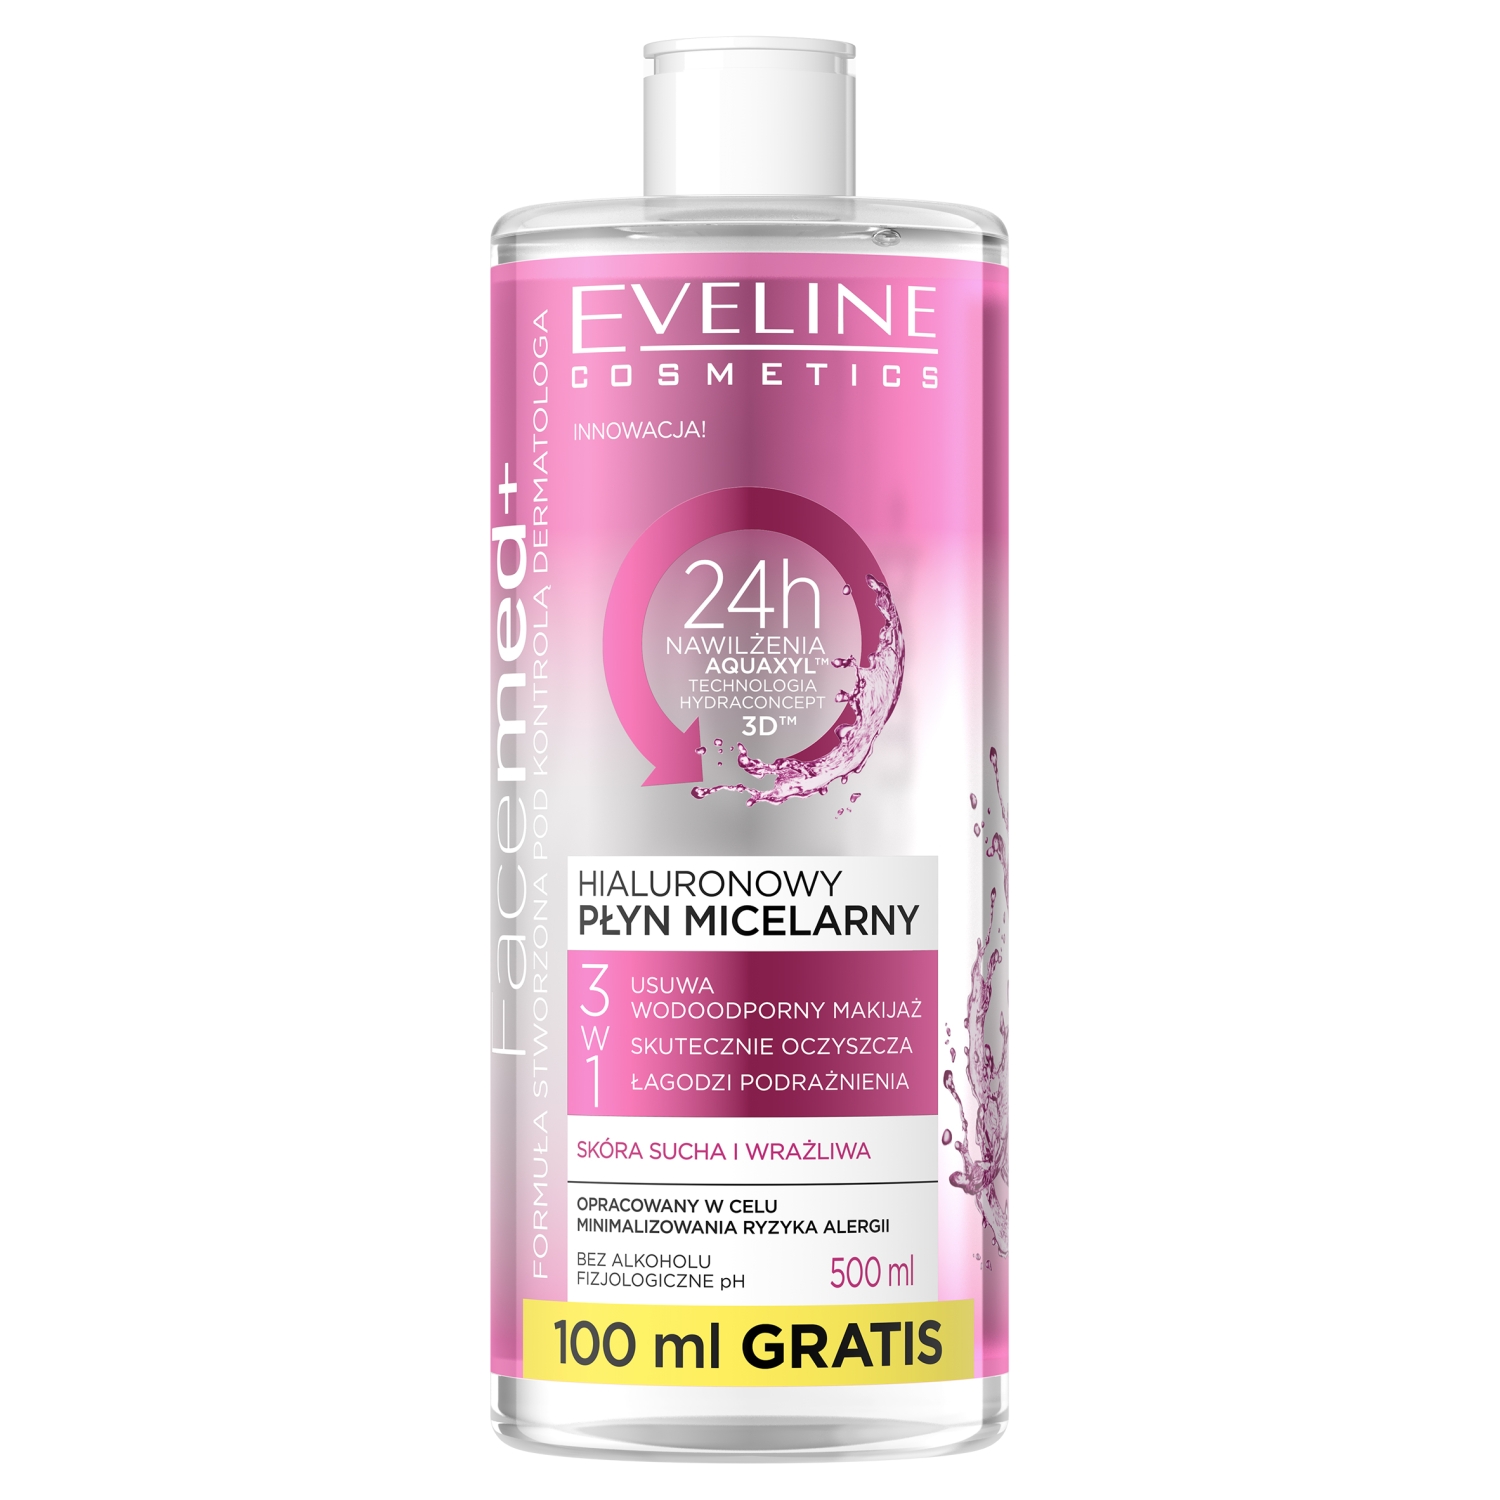 EVELINE
COSMETICS
INNOWACJA!
Facemed+
FORMUŁA STWORZONA POD KONTROLĄ DERMATOLOGA
24h
NAWILŻENIA
AQUAXYL™
TECHNOLOGIA
HYDRACONCEPT
3D™
HIALURONOWY
PŁYN MICELARNY
3 W 1
USUWA
WODOODPORNY MAKIJAŻ
SKUTECZNIE OCZYSZCZA
ŁAGODZI PODRAŻNIENIA
SKÓRA SUCHA I WRAŻLIWA
OPRACOWANY W CELU
MINIMALIZOWANIA RYZYKA ALERGII
BEZ ALKOHOLU
FIZJOLOGICZNE pH
500 ml
100 ml GRATIS